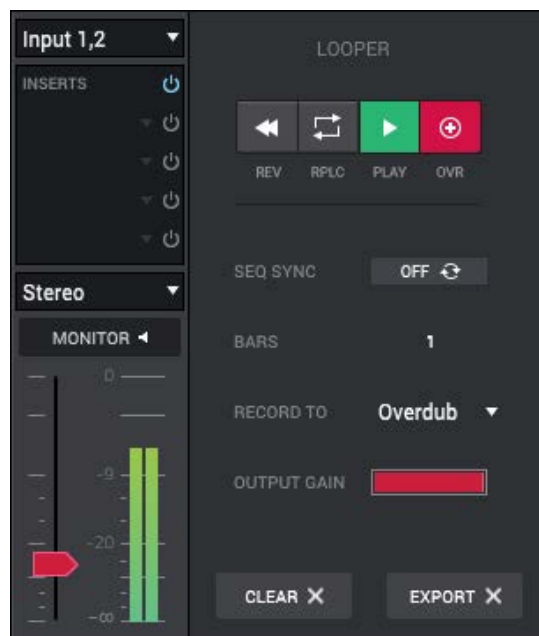 Input 1,2
INSERTS
Stereo
MONITOR
0
-9
-20
-∞
LOOPER
REV RPLC PLAY OVR
SEQ SYNC OFF
BARS 1
RECORD TO Overdub
OUTPUT GAIN
CLEAR EXPORT